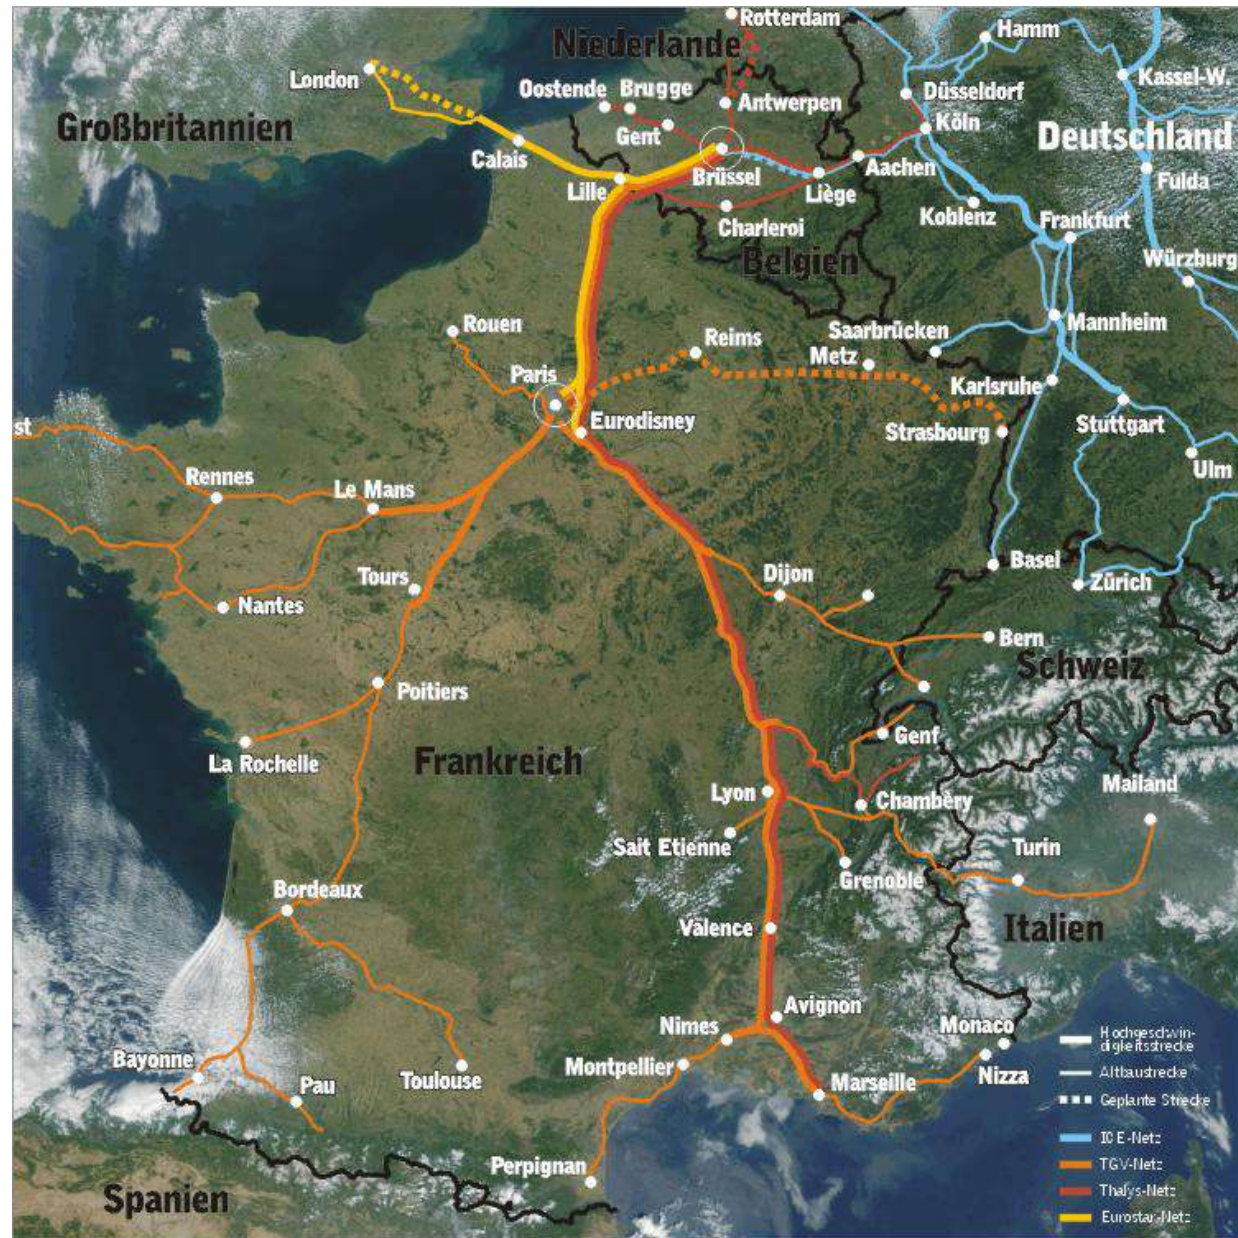 Rotterdam
Niederlande
Hamm
London
Kassel-W.
Oostende
Brugge
Antwerpen
Düsseldorf
Großbritannien
Gent
Köln
Deutschland
Calais
Brüssel
Aachen
Lille
Liège
Fulda
Koblenz
Charleroi
Frankfurt
Belgien
Würzburg
Rouen
Reims
Saarbrücken
Mannheim
Metz
Paris
Karlsruhe
Eurodisney
st
Strasbourg
Stuttgart
Rennes
Le Mans
Ulm
Basel
Tours
Dijon
Zürich
Nantes
Bern
Schweiz
Poitiers
Genf
La Rochelle
Frankreich
Mailand
Lyon
Chambéry
Sait Etienne
Turin
Grenoble
Bordeaux
Valence
Italien
Avignon
Nimes
Monaco
Bayonne
Montpellier
Nizza
Toulouse
Pau
Marseille
Perpignan
Spanien
Hochgeschwin-
digkeitsstrecke
Altbaustrecke
Geplante Strecke
ICE-Netz
TGV-Netz
Thalys-Netz
Eurostar-Netz